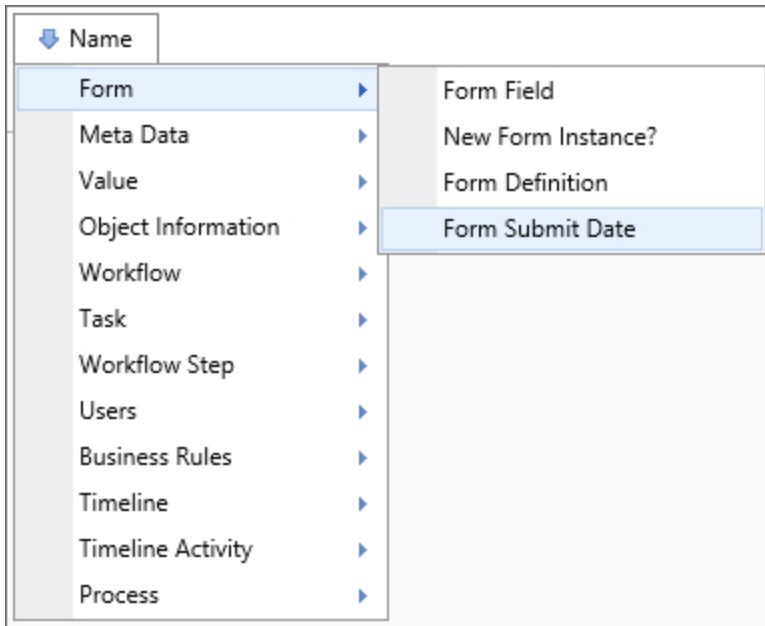 Name
Form
Meta Data
Value
Object Information
Workflow
Task
Workflow Step
Users
Business Rules
Timeline
Timeline Activity
Process
Form Field
New Form Instance?
Form Definition
Form Submit Date